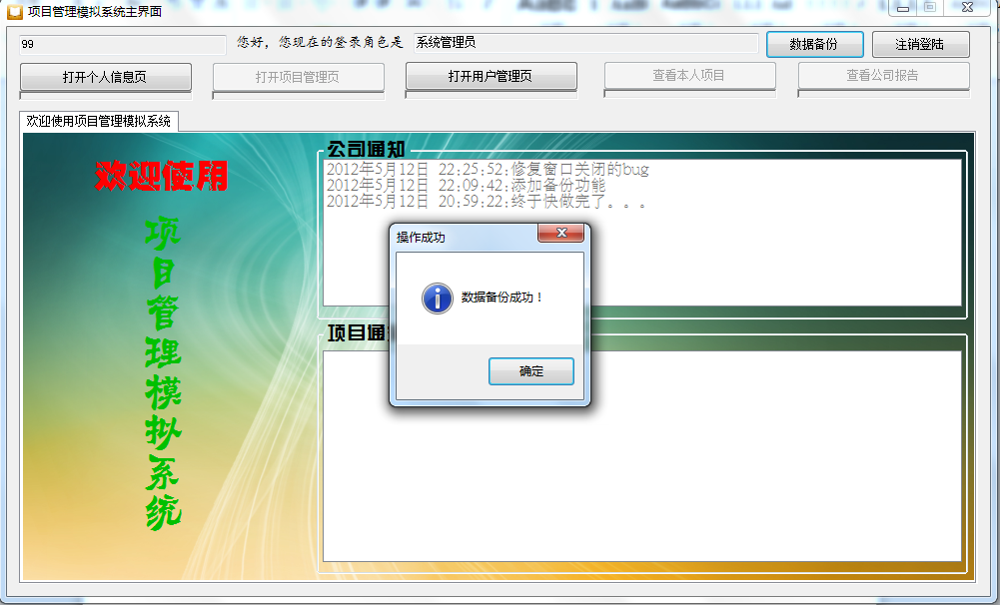 项目管理模拟系统主界面
99
您好，您现在的登录角色是
系统管理员
数据备份
注销登陆
打开个人信息页
打开项目管理页
打开用户管理页
查看本人项目
查看公司报告
欢迎使用项目管理模拟系统
欢迎使用
项目管理模拟系统
公司通知
2012年5月12日 22:25:52:修复窗口关闭的bug
2012年5月12日 22:09:42:添加备份功能
2012年5月12日 20:59:22:终于快做完了。。。
操作成功
数据备份成功！
确定
项目通